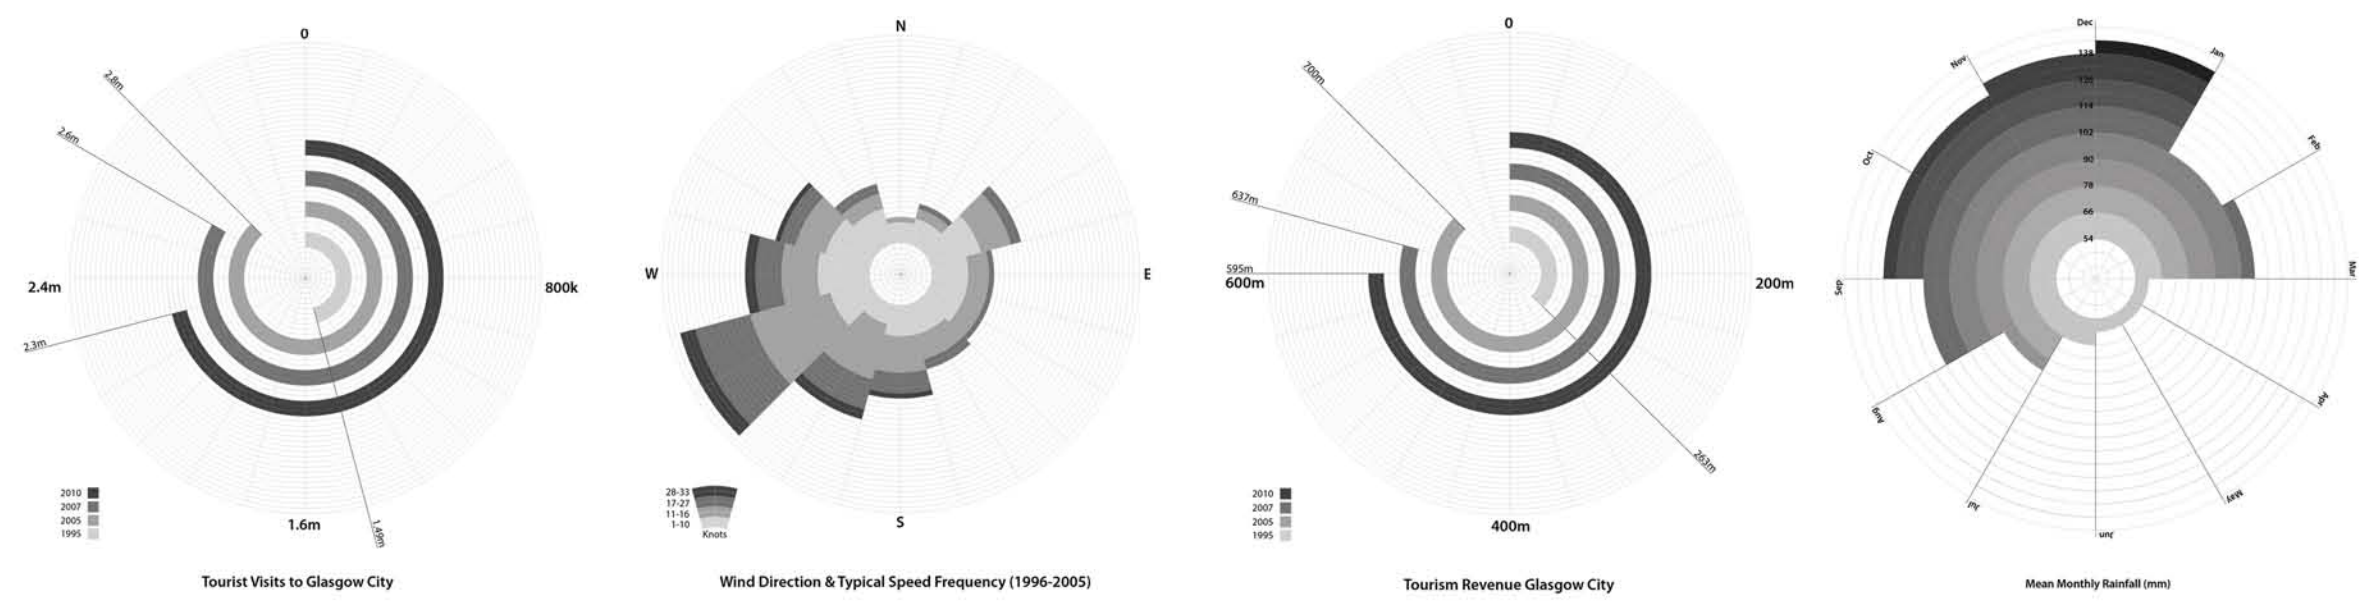 0
2.8m
2.6m
2.4m
800k
2.3m
1.6m
1.49m
2010
2007
2005
1995
Tourist Visits to Glasgow City
N
W
E
S
28-33
17-27
11-16
1-10
Knots
Wind Direction & Typical Speed Frequency (1996-2005)
0
700m
637m
595m
600m
200m
263m
400m
2010
2007
2005
1995
Tourism Revenue Glasgow City
Dec
Jan
Nov
138
126
114
102
90
78
66
54
Feb
Oct
Mar
Sep
Apr
Aug
May
Jul
Jun
Mean Monthly Rainfall (mm)